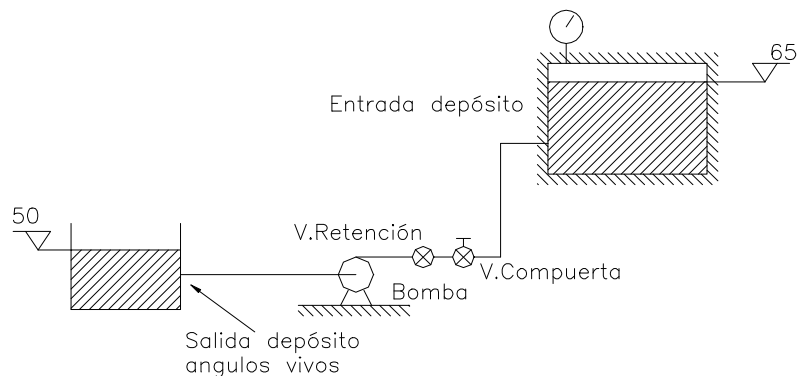 65
Entrada depósito
50
V.Retención
V.Compuerta
Bomba
Salida depósito
angulos vivos